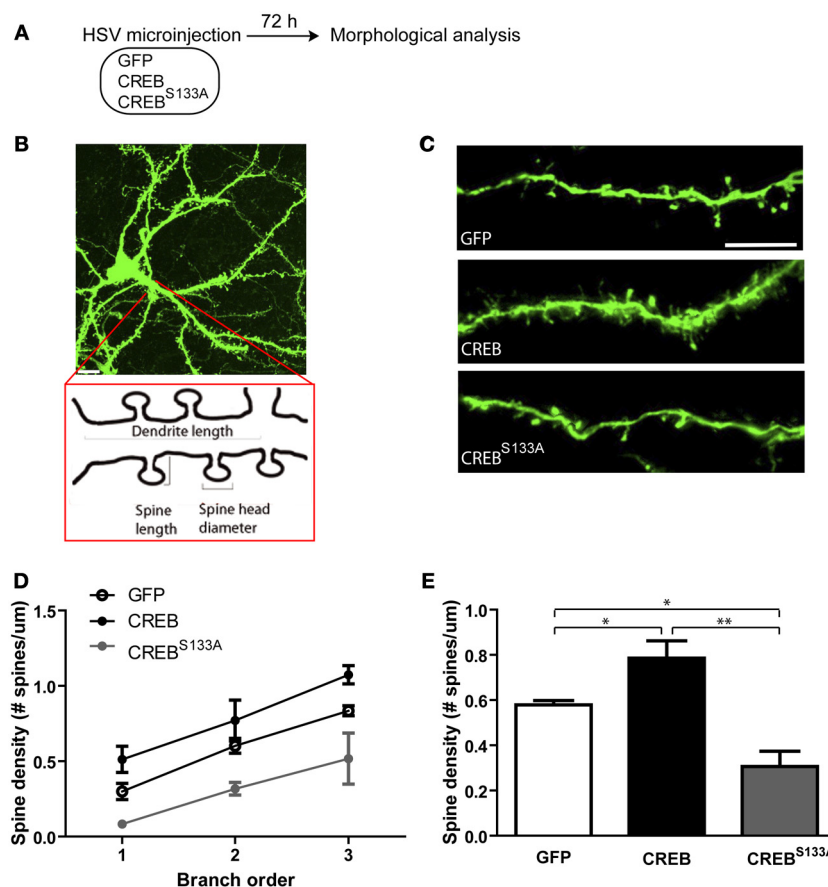 A
HSV microinjection 72 h Morphological analysis
GFP
CREB
CREB^S133A
B
Dendrite length
Spine length
Spine head diameter
C
GFP
CREB
CREB^S133A
D
GFP
CREB
CREB^S133A
Spine density (# spines/um)
1.5
1.0
0.5
0.0
1 2 3
Branch order
E
Spine density (# spines/um)
1.0
0.8
0.6
0.4
0.2
0.0
*
* **
GFP CREB CREB^S133A